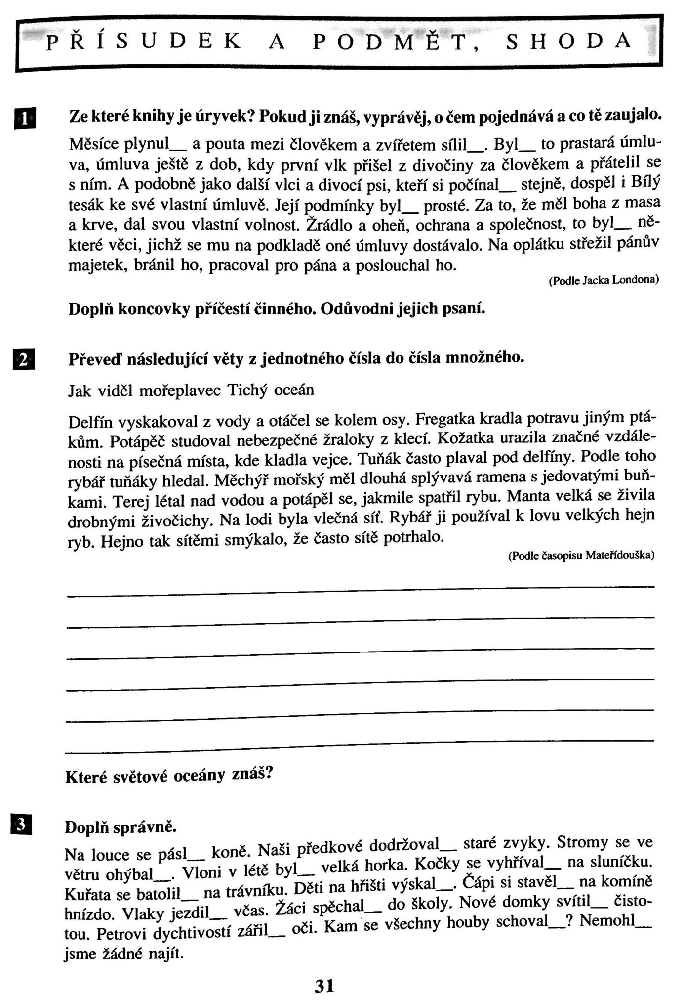 PŘÍSUDEK A PODMĚT, SHODA
1 Ze které knihy je úryvek? Pokud ji znáš, vyprávěj, o čem pojednává a co tě zaujalo.
Měsíce plynul__ a pouta mezi člověkem a zvířetem sílil__. Byl__ to prastará úmlu-
va, úmluva ještě z dob, kdy první vlk přišel z divočiny za člověkem a přátelil se
s ním. A podobně jako další vlci a divocí psi, kteří si počínal__ stejně, dospěl i Bílý
tesák ke své vlastní úmluvě. Její podmínky byl__ prosté. Za to, že měl boha z masa
a krve, dal svou vlastní volnost. Žrádlo a oheň, ochrana a společnost, to byl__ ně-
které věci, jichž se mu na podkladě oné úmluvy dostávalo. Na oplátku střežil pánův
majetek, bránil ho, pracoval pro pána a poslouchal ho.
(Podle Jacka Londona)
Doplň koncovky příčestí činného. Odůvodni jejich psaní.
2 Převeď následující věty z jednotného čísla do čísla množného.
Jak viděl mořeplavec Tichý oceán
Delfín vyskakoval z vody a otáčel se kolem osy. Fregatka kradla potravu jiným ptá-
kům. Potápěč studoval nebezpečné žraloky z klecí. Kožatka urazila značné vzdále-
nosti na písečná místa, kde kladla vejce. Tuňák často plaval pod delfíny. Podle toho
rybář tuňáky hledal. Měchýř mořský měl dlouhá splývavá ramena s jedovatými buň-
kami. Terej létal nad vodou a potápěl se, jakmile spatřil rybu. Manta velká se živila
drobnými živočichy. Na lodi byla vlečná síť. Rybář ji používal k lovu velkých hejn
ryb. Hejno tak sítěmi smýkalo, že často sítě potrhalo.
(Podle časopisu Mateřídouška)
Které světové oceány znáš?
3 Doplň správně.
Na louce se pásl__ koně. Naši předkové dodržoval__ staré zvyky. Stromy se ve
větru ohýbal__. Vloni v létě byl__ velká horka. Kočky se vyhříval__ na sluníčku.
Kuřata se batolil__ na trávníku. Děti na hřišti výskal__. Čápi si stavěl__ na komíně
hnízdo. Vlaky jezdil__ včas. Žáci spěchal__ do školy. Nové domky svítil__ čisto-
tou. Petrovi dychtivostí zářil__ oči. Kam se všechny houby schoval__? Nemohl__
jsme žádné najít.
31